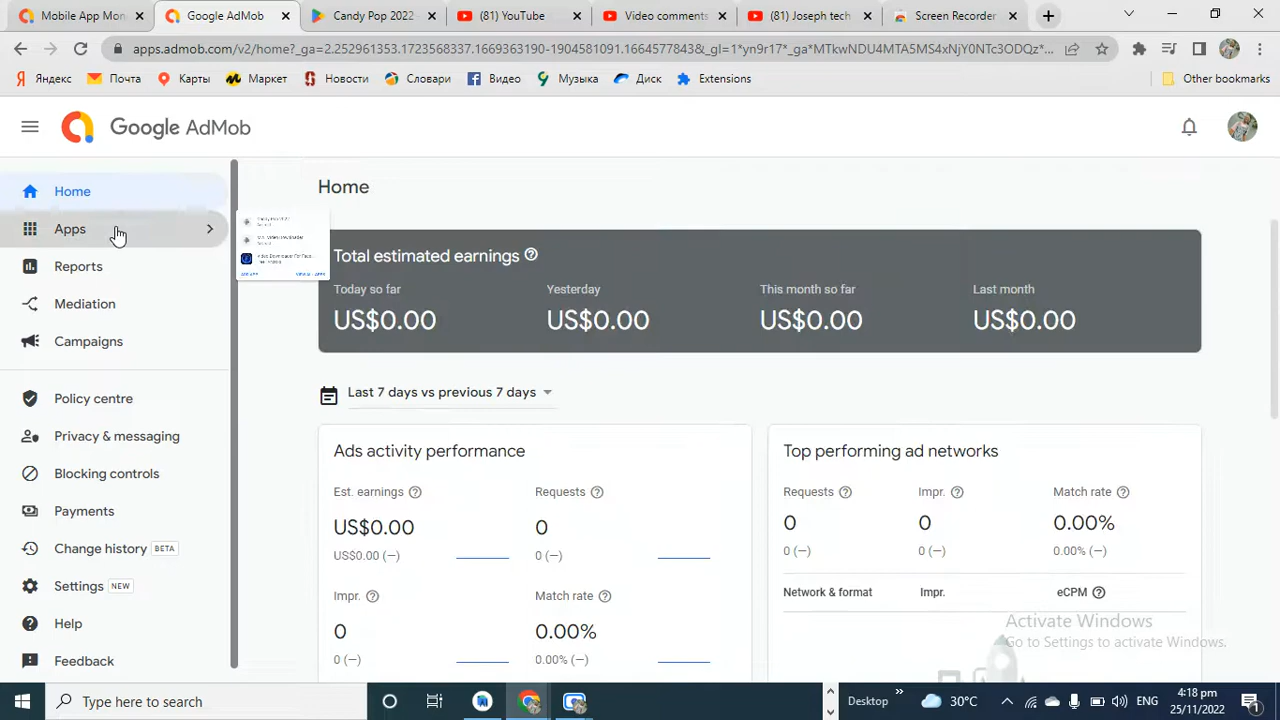 Mobile App Mon
Google AdMob
Candy Pop 2022
(81) YouTube
Video comments
(81) Joseph tech
Screen Recorder
apps.admob.com/v2/home?_ga=2.252961353.1723568337.1669363190-1904581091.1664577843&_gl=1*yn9r17*_ga*MTkwNDU4MTA5MS4xNjY0NTc3ODQz*...
Яндекс
Почта
Карты
Маркет
Новости
Словари
Видео
Музыка
Диск
Extensions
Other bookmarks
Google AdMob
Home
Apps
Reports
Mediation
Campaigns
Policy centre
Privacy & messaging
Blocking controls
Payments
Change history BETA
Settings NEW
Help
Feedback
Home
Total estimated earnings
Today so far
Yesterday
This month so far
Last month
US$0.00
US$0.00
US$0.00
US$0.00
Last 7 days vs previous 7 days
Ads activity performance
Est. earnings
Requests
US$0.00
0
US$0.00 (—)
0 (—)
Impr.
Match rate
0
0.00%
0 (—)
0.00% (—)
Top performing ad networks
Requests
Impr.
Match rate
0
0
0.00%
0 (—)
0 (—)
0.00% (—)
Network & format
Impr.
eCPM
Activate Windows
Go to Settings to activate Windows.
Type here to search
Desktop
30°C
ENG
4:18 pm
25/11/2022
1